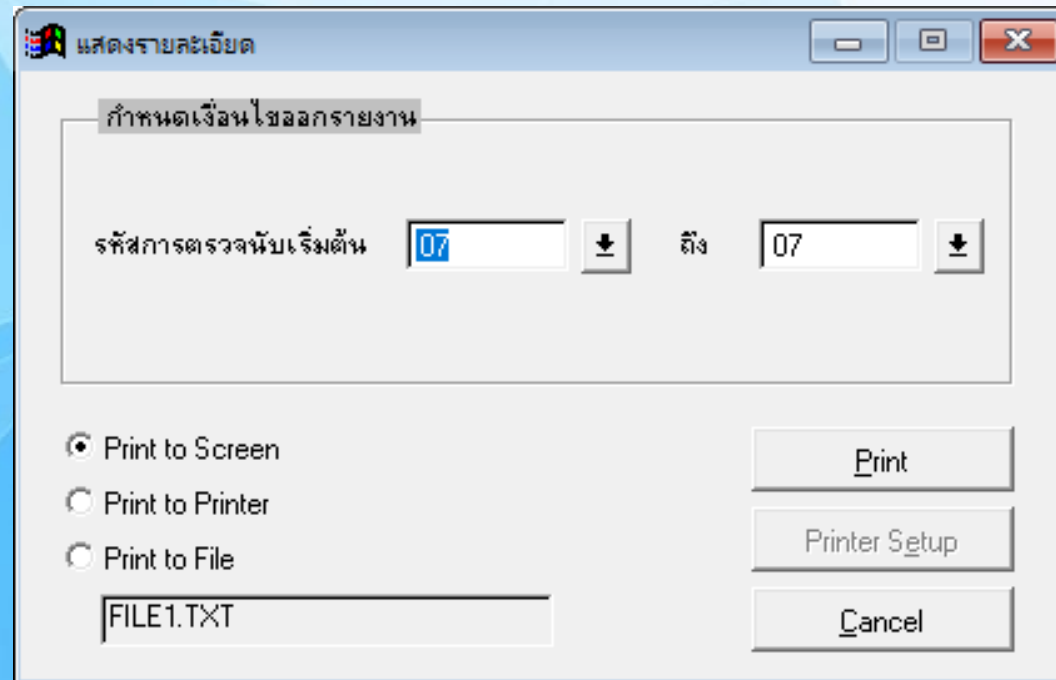 แสดงรายละเอียด
กำหนดเงื่อนไขออกรายงาน
รหัสการตรวจนับเริ่มต้น 07 ถึง 07
Print to Screen
Print
Print to Printer
Printer Setup
Print to File
FILE1.TXT
Cancel